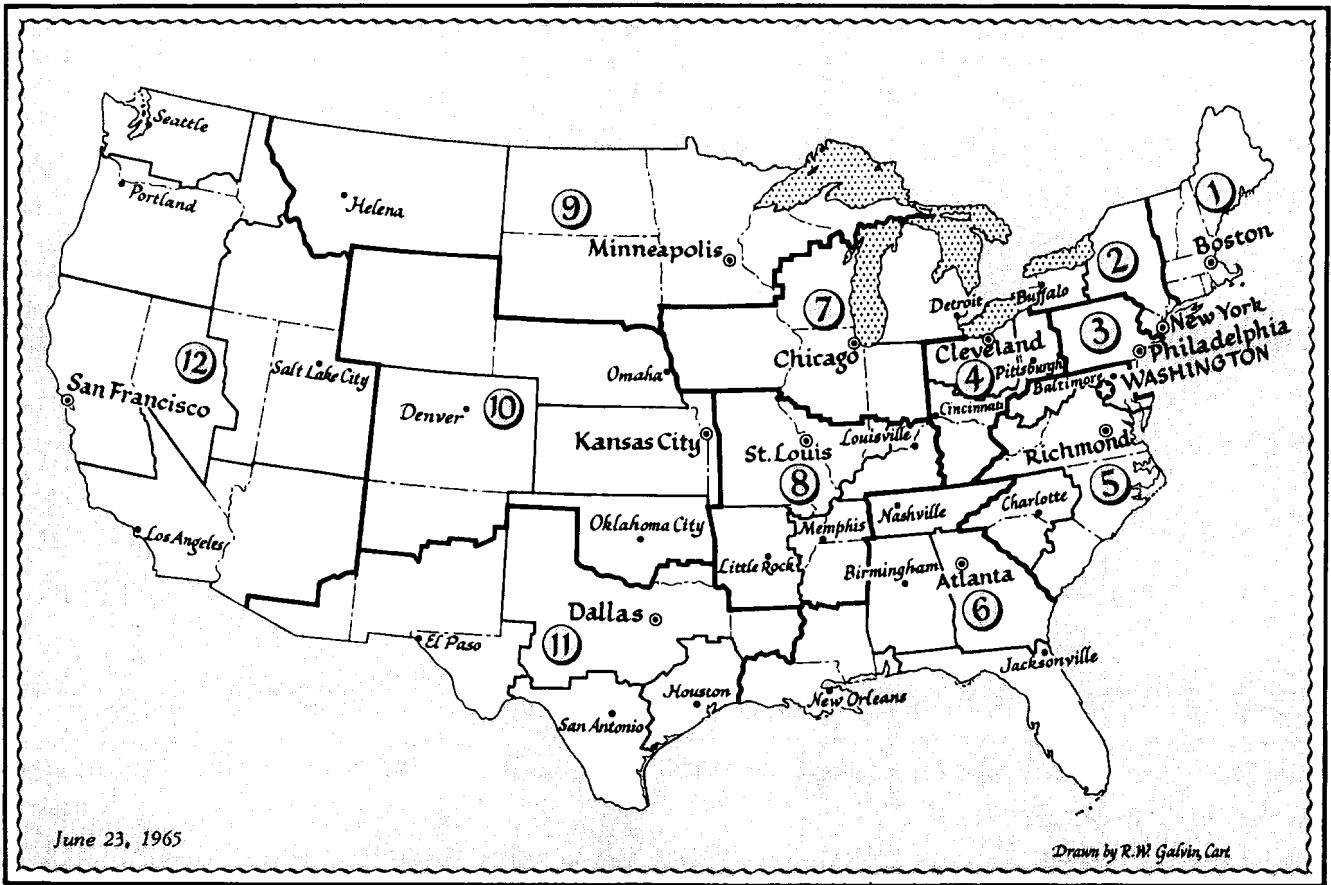 Seattle
Portland
Helena
9
Minneapolis
1
Boston
2
Detroit
Buffalo
New York
7
3
Philadelphia
Chicago
Cleveland
Pittsburgh
WASHINGTON
4
Baltimore
Cincinnati
12
Salt Lake City
Omaha
San Francisco
Denver
10
Kansas City
St. Louis
Louisville
Richmond
8
5
Los Angeles
Oklahoma City
Memphis
Nashville
Charlotte
Little Rock
Birmingham
Atlanta
Dallas
6
11
El Paso
Jacksonville
Houston
New Orleans
San Antonio
June 23, 1965
Drawn by R.W. Galvin, Cart.